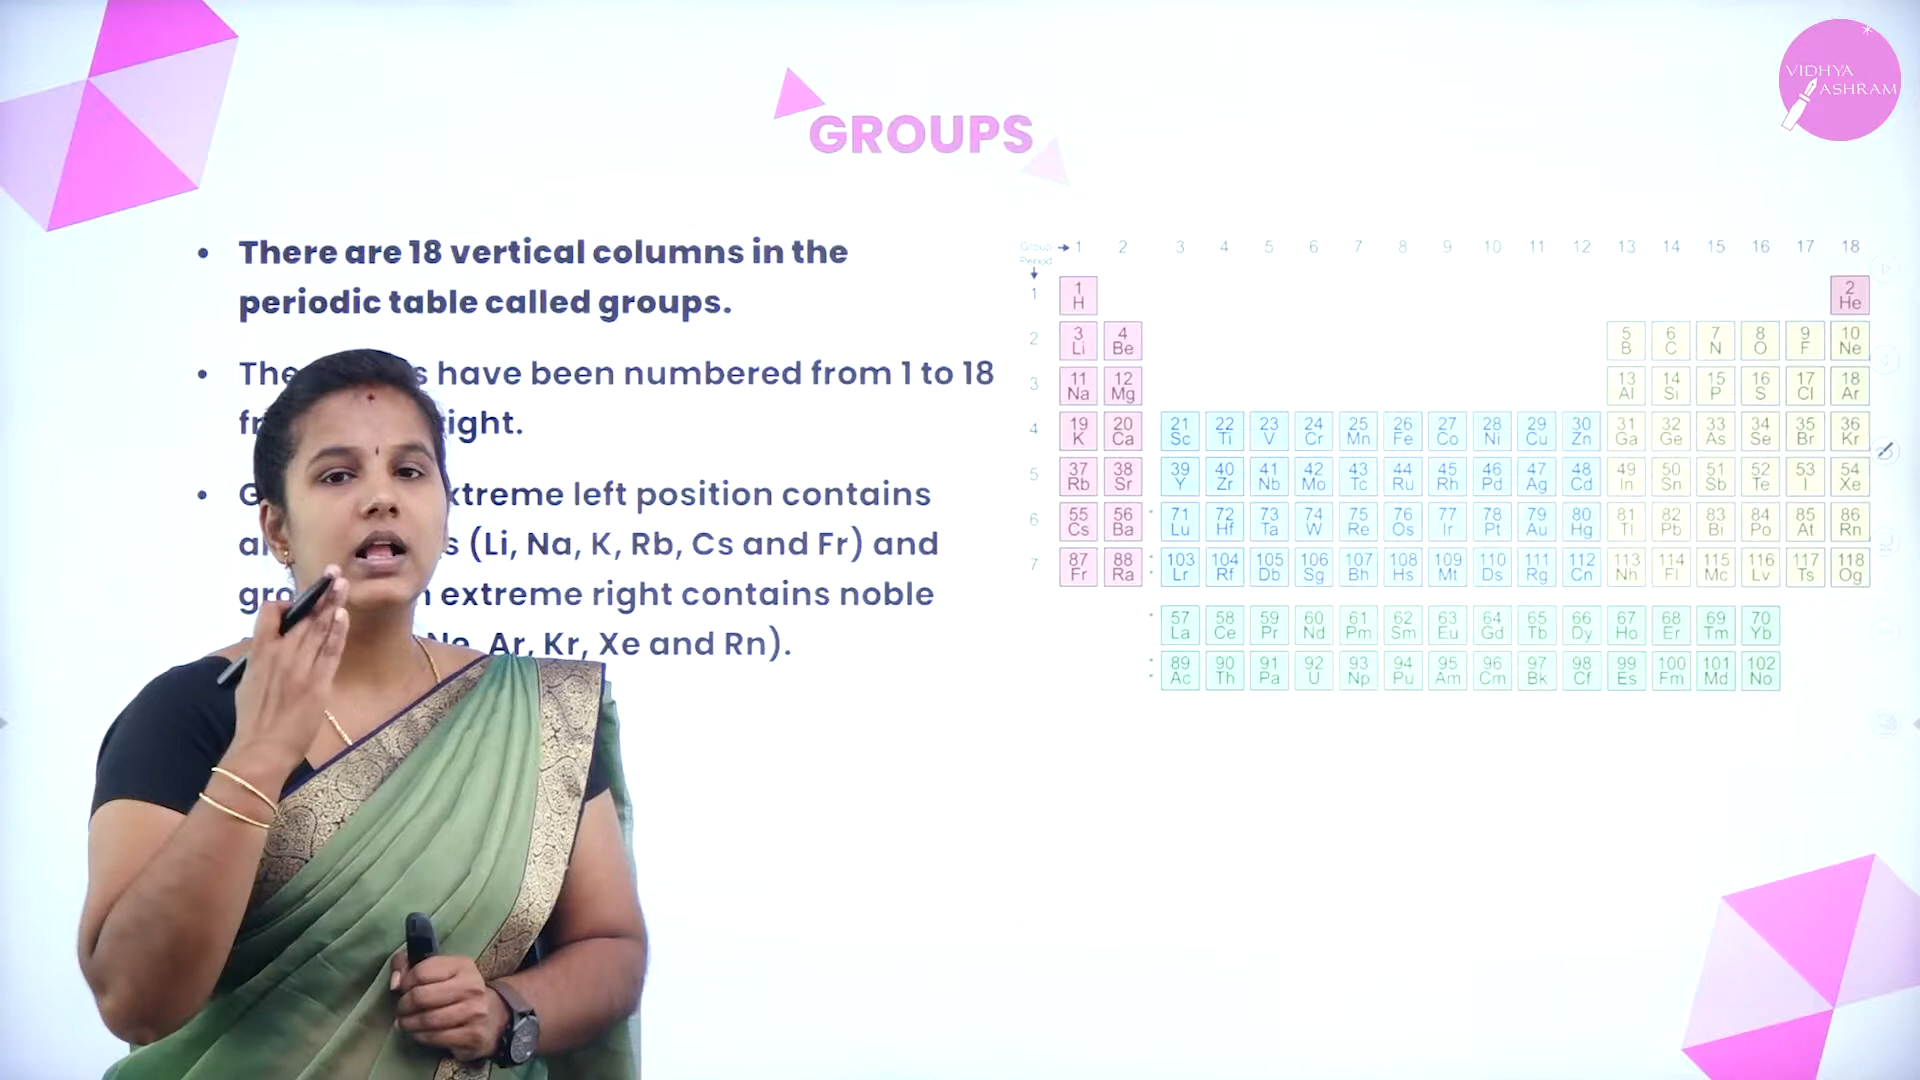 VIDHYA
ASHRAM
GROUPS
• There are 18 vertical columns in the
periodic table called groups.
• The s have been numbered from 1 to 18
ight.
• xtreme left position contains
s (Li, Na, K, Rb, Cs and Fr) and
extreme right contains noble
Ne, Ar, Kr, Xe and Rn).
Group → 1 2 3 4 5 6 7 8 9 10 11 12 13 14 15 16 17 18
Period
↓
1 1 2
H He
2 3 4 5 6 7 8 9 10
Li Be B C N O F Ne
3 11 12 13 14 15 16 17 18
Na Mg Al Si P S Cl Ar
4 19 20 21 22 23 24 25 26 27 28 29 30 31 32 33 34 35 36
K Ca Sc Ti V Cr Mn Fe Co Ni Cu Zn Ga Ge As Se Br Kr
5 37 38 39 40 41 42 43 44 45 46 47 48 49 50 51 52 53 54
Rb Sr Y Zr Nb Mo Tc Ru Rh Pd Ag Cd In Sn Sb Te I Xe
6 55 56 * 71 72 73 74 75 76 77 78 79 80 81 82 83 84 85 86
Cs Ba Lu Hf Ta W Re Os Ir Pt Au Hg Tl Pb Bi Po At Rn
7 87 88 * 103 104 105 106 107 108 109 110 111 112 113 114 115 116 117 118
Fr Ra * Lr Rf Db Sg Bh Hs Mt Ds Rg Cn Nh Fl Mc Lv Ts Og
* 57 58 59 60 61 62 63 64 65 66 67 68 69 70
La Ce Pr Nd Pm Sm Eu Gd Tb Dy Ho Er Tm Yb
* 89 90 91 92 93 94 95 96 97 98 99 100 101 102
* Ac Th Pa U Np Pu Am Cm Bk Cf Es Fm Md No